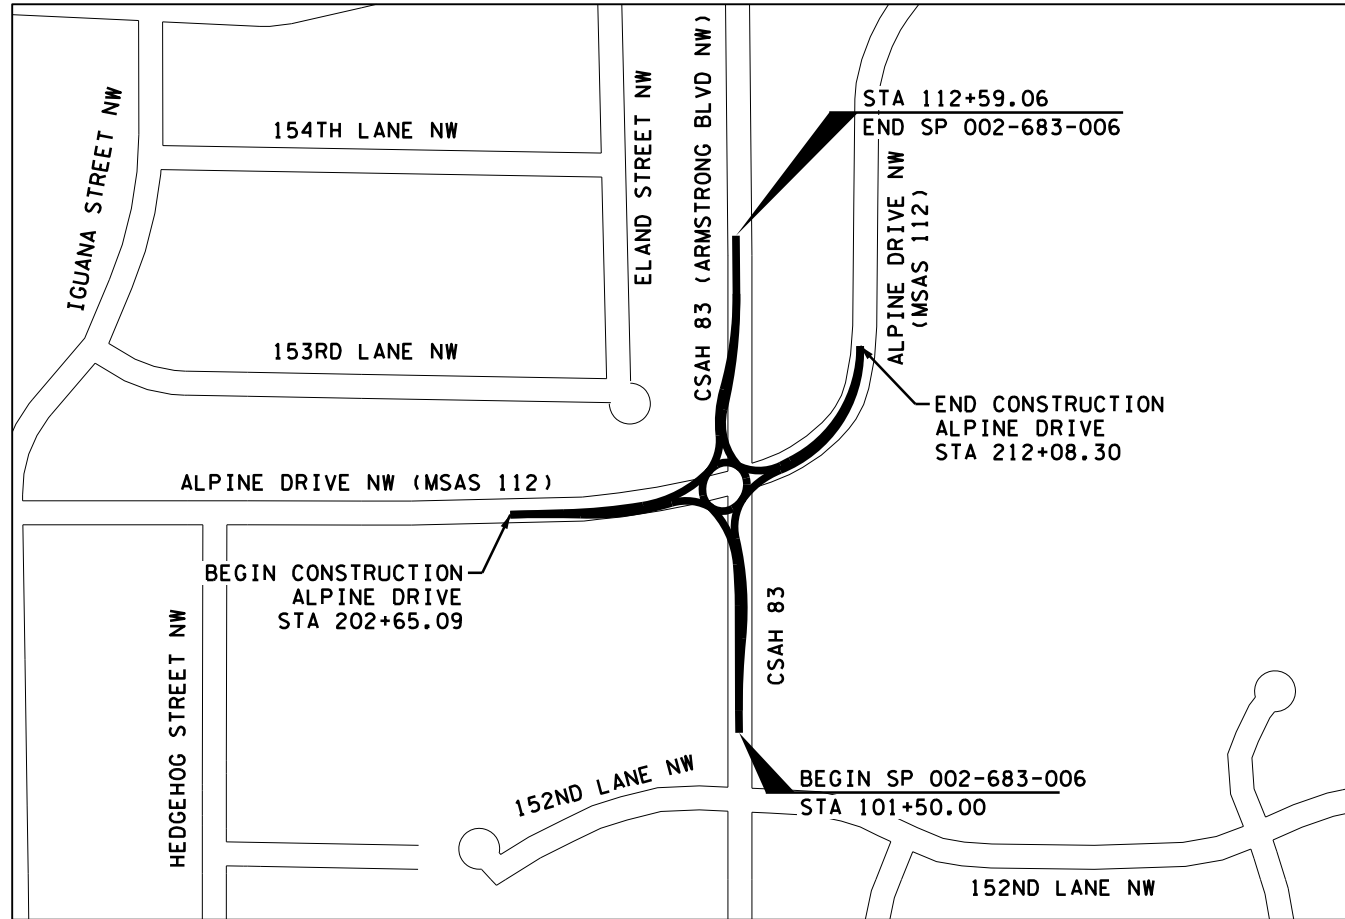 STA 112+59.06
END SP 002-683-006
154TH LANE NW
IGUANA STREET NW
ELAND STREET NW
CSAH 83 (ARMSTRONG BLVD NW)
ALPINE DRIVE NW
(MSAS 112)
153RD LANE NW
END CONSTRUCTION
ALPINE DRIVE
STA 212+08.30
ALPINE DRIVE NW (MSAS 112)
BEGIN CONSTRUCTION
ALPINE DRIVE
STA 202+65.09
HEDGEHOG STREET NW
CSAH 83
152ND LANE NW
BEGIN SP 002-683-006
STA 101+50.00
152ND LANE NW